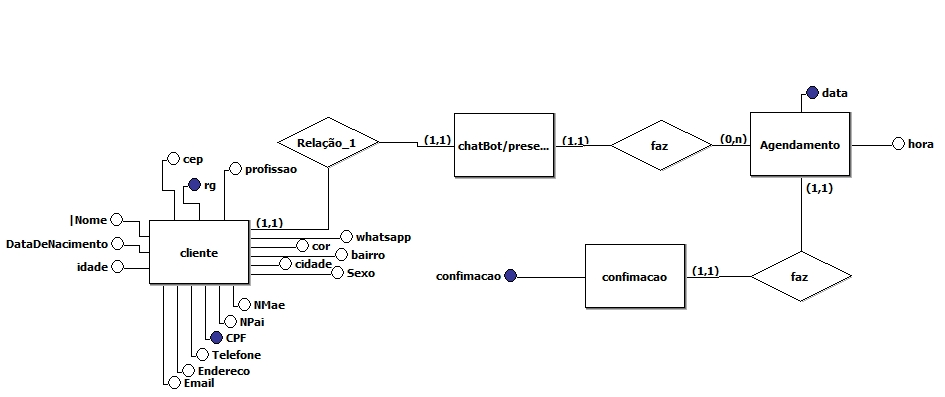 data
Relação_1
(1,1)
chatBot/prese...
(1,1)
faz
(0,n)
Agendamento
hora
cep
rg
profissao
(1,1)
|Nome
(1,1)
DataDeNacimento
cliente
whatsapp
cor
bairro
idade
cidade
Sexo
confimacao
confimacao
(1,1)
faz
NMae
NPai
CPF
Telefone
Endereco
Email